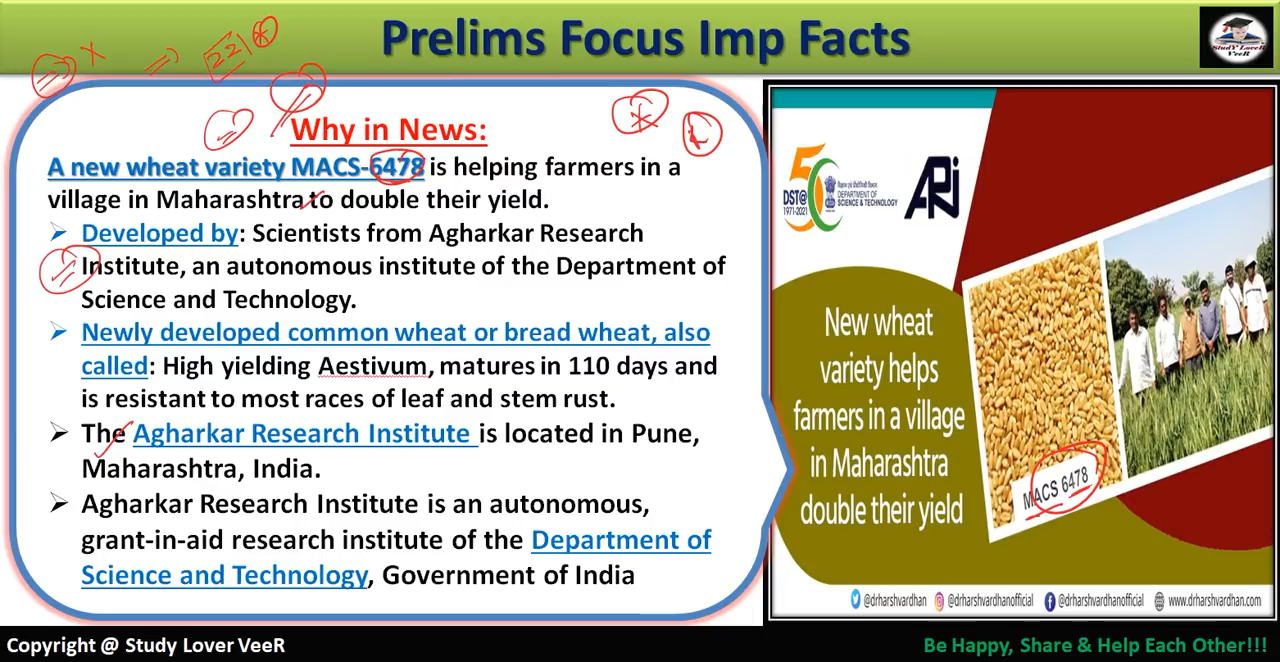 Prelims Focus Imp Facts
StudY LoveR
VeeR
22
Why in News:
A new wheat variety MACS-6478 is helping farmers in a
village in Maharashtra to double their yield.
➢ Developed by: Scientists from Agharkar Research
Institute, an autonomous institute of the Department of
Science and Technology.
➢ Newly developed common wheat or bread wheat, also
called: High yielding Aestivum, matures in 110 days and
is resistant to most races of leaf and stem rust.
➢ The Agharkar Research Institute is located in Pune,
Maharashtra, India.
➢ Agharkar Research Institute is an autonomous,
grant-in-aid research institute of the Department of
Science and Technology, Government of India
DST@
1971-2021
DEPARTMENT OF
SCIENCE & TECHNOLOGY
ARi
New wheat
variety helps
farmers in a village
in Maharashtra
double their yield
MACS 6478
@drharshvardhan @drharshvardhanofficial @drharshvardhanofficial www.drharshvardhan.com
Copyright @ Study Lover VeeR
Be Happy, Share & Help Each Other!!!